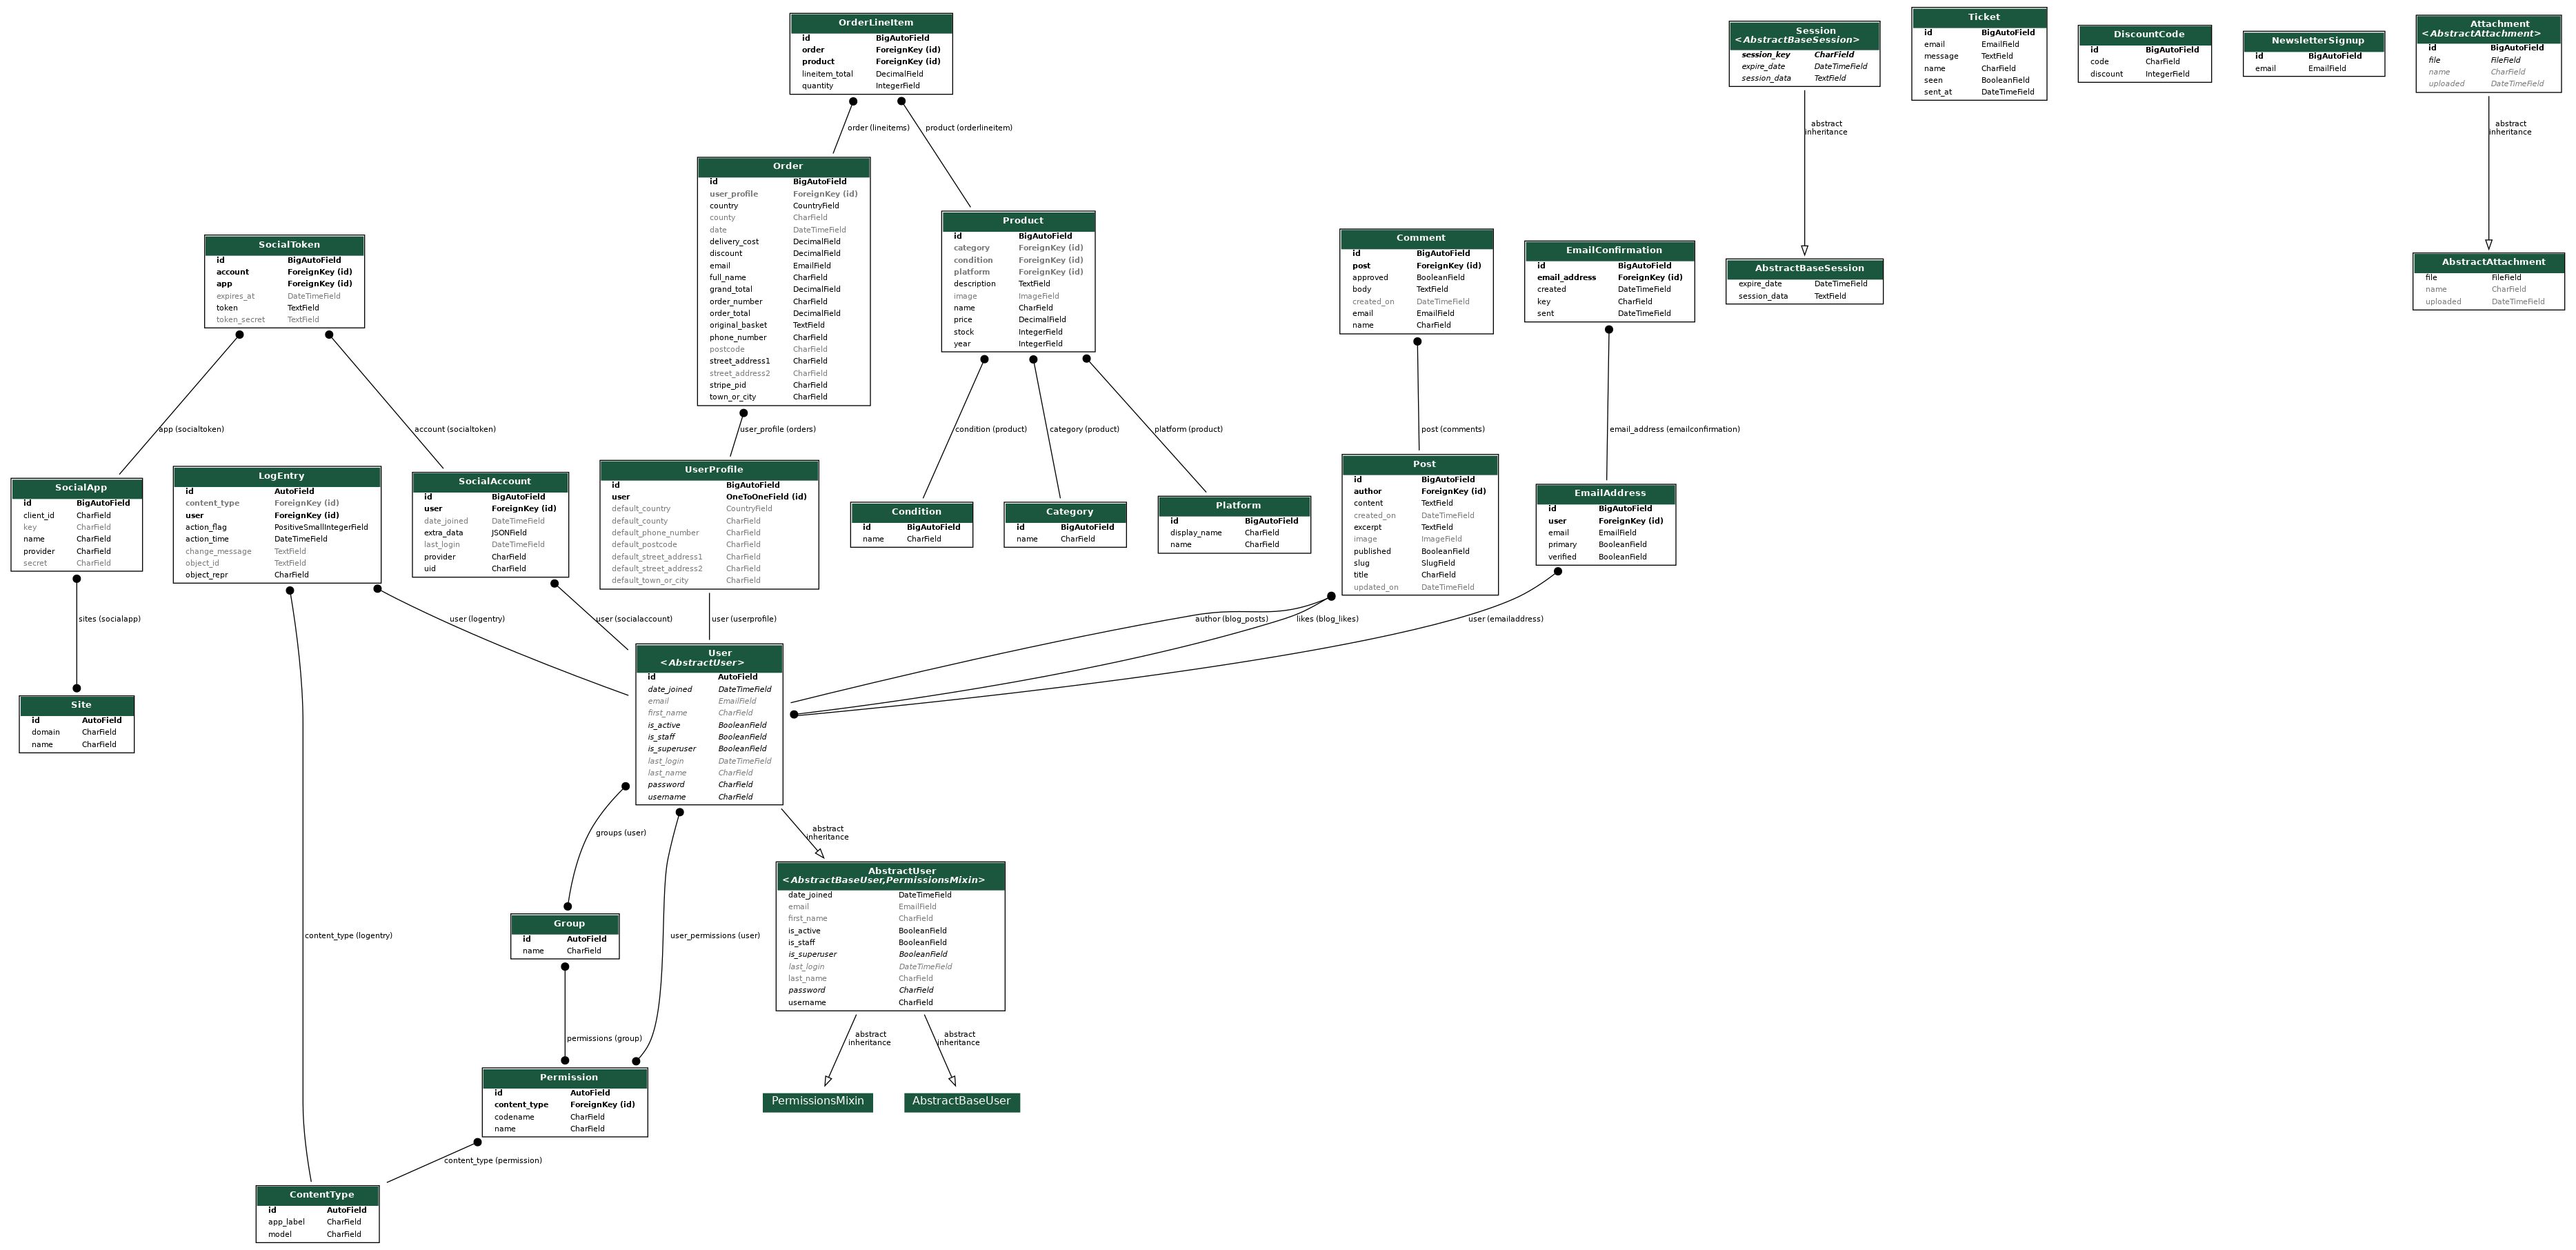 OrderLineItem
id BigAutoField
order ForeignKey (id)
product ForeignKey (id)
lineitem_total DecimalField
quantity IntegerField
Session
<AbstractBaseSession>
session_key CharField
expire_date DateTimeField
session_data TextField
Ticket
id BigAutoField
email EmailField
message TextField
name CharField
seen BooleanField
sent_at DateTimeField
DiscountCode
id BigAutoField
code CharField
discount IntegerField
NewsletterSignup
id BigAutoField
email EmailField
Attachment
<AbstractAttachment>
id BigAutoField
file FileField
name CharField
uploaded DateTimeField
order (lineitems)
product (orderlineitem)
abstract
inheritance
abstract
inheritance
Order
id BigAutoField
user_profile ForeignKey (id)
country CountryField
county CharField
date DateTimeField
delivery_cost DecimalField
discount DecimalField
email EmailField
full_name CharField
grand_total DecimalField
order_number CharField
order_total DecimalField
original_basket TextField
phone_number CharField
postcode CharField
street_address1 CharField
street_address2 CharField
stripe_pid CharField
town_or_city CharField
Product
id BigAutoField
category ForeignKey (id)
condition ForeignKey (id)
platform ForeignKey (id)
description TextField
image ImageField
name CharField
price DecimalField
stock IntegerField
year IntegerField
SocialToken
id BigAutoField
account ForeignKey (id)
app ForeignKey (id)
expires_at DateTimeField
token TextField
token_secret TextField
Comment
id BigAutoField
post ForeignKey (id)
approved BooleanField
body TextField
created_on DateTimeField
email EmailField
name CharField
EmailConfirmation
id BigAutoField
email_address ForeignKey (id)
created DateTimeField
key CharField
sent DateTimeField
AbstractBaseSession
expire_date DateTimeField
session_data TextField
AbstractAttachment
file FileField
name CharField
uploaded DateTimeField
app (socialtoken)
account (socialtoken)
user_profile (orders)
condition (product)
category (product)
platform (product)
post (comments)
email_address (emailconfirmation)
SocialApp
id BigAutoField
client_id CharField
key CharField
name CharField
provider CharField
secret CharField
LogEntry
id AutoField
content_type ForeignKey (id)
user ForeignKey (id)
action_flag PositiveSmallIntegerField
action_time DateTimeField
change_message TextField
object_id TextField
object_repr CharField
SocialAccount
id BigAutoField
user ForeignKey (id)
date_joined DateTimeField
extra_data JSONField
last_login DateTimeField
provider CharField
uid CharField
UserProfile
id BigAutoField
user OneToOneField (id)
default_country CountryField
default_county CharField
default_phone_number CharField
default_postcode CharField
default_street_address1 CharField
default_street_address2 CharField
default_town_or_city CharField
Condition
id BigAutoField
name CharField
Category
id BigAutoField
name CharField
Platform
id BigAutoField
display_name CharField
name CharField
Post
id BigAutoField
author ForeignKey (id)
content TextField
created_on DateTimeField
excerpt TextField
image ImageField
published BooleanField
slug SlugField
title CharField
updated_on DateTimeField
EmailAddress
id BigAutoField
user ForeignKey (id)
email EmailField
primary BooleanField
verified BooleanField
sites (socialapp)
user (logentry)
user (socialaccount)
user (userprofile)
author (blog_posts)
likes (blog_likes)
user (emailaddress)
Site
id AutoField
domain CharField
name CharField
User
<AbstractUser>
id AutoField
date_joined DateTimeField
email EmailField
first_name CharField
is_active BooleanField
is_staff BooleanField
is_superuser BooleanField
last_login DateTimeField
last_name CharField
password CharField
username CharField
groups (user)
abstract
inheritance
AbstractUser
<AbstractBaseUser,PermissionsMixin>
date_joined DateTimeField
email EmailField
first_name CharField
is_active BooleanField
is_staff BooleanField
is_superuser BooleanField
last_login DateTimeField
last_name CharField
password CharField
username CharField
Group
id AutoField
name CharField
content_type (logentry)
user_permissions (user)
permissions (group)
abstract
inheritance
abstract
inheritance
Permission
id AutoField
content_type ForeignKey (id)
codename CharField
name CharField
PermissionsMixin
AbstractBaseUser
content_type (permission)
ContentType
id AutoField
app_label CharField
model CharField